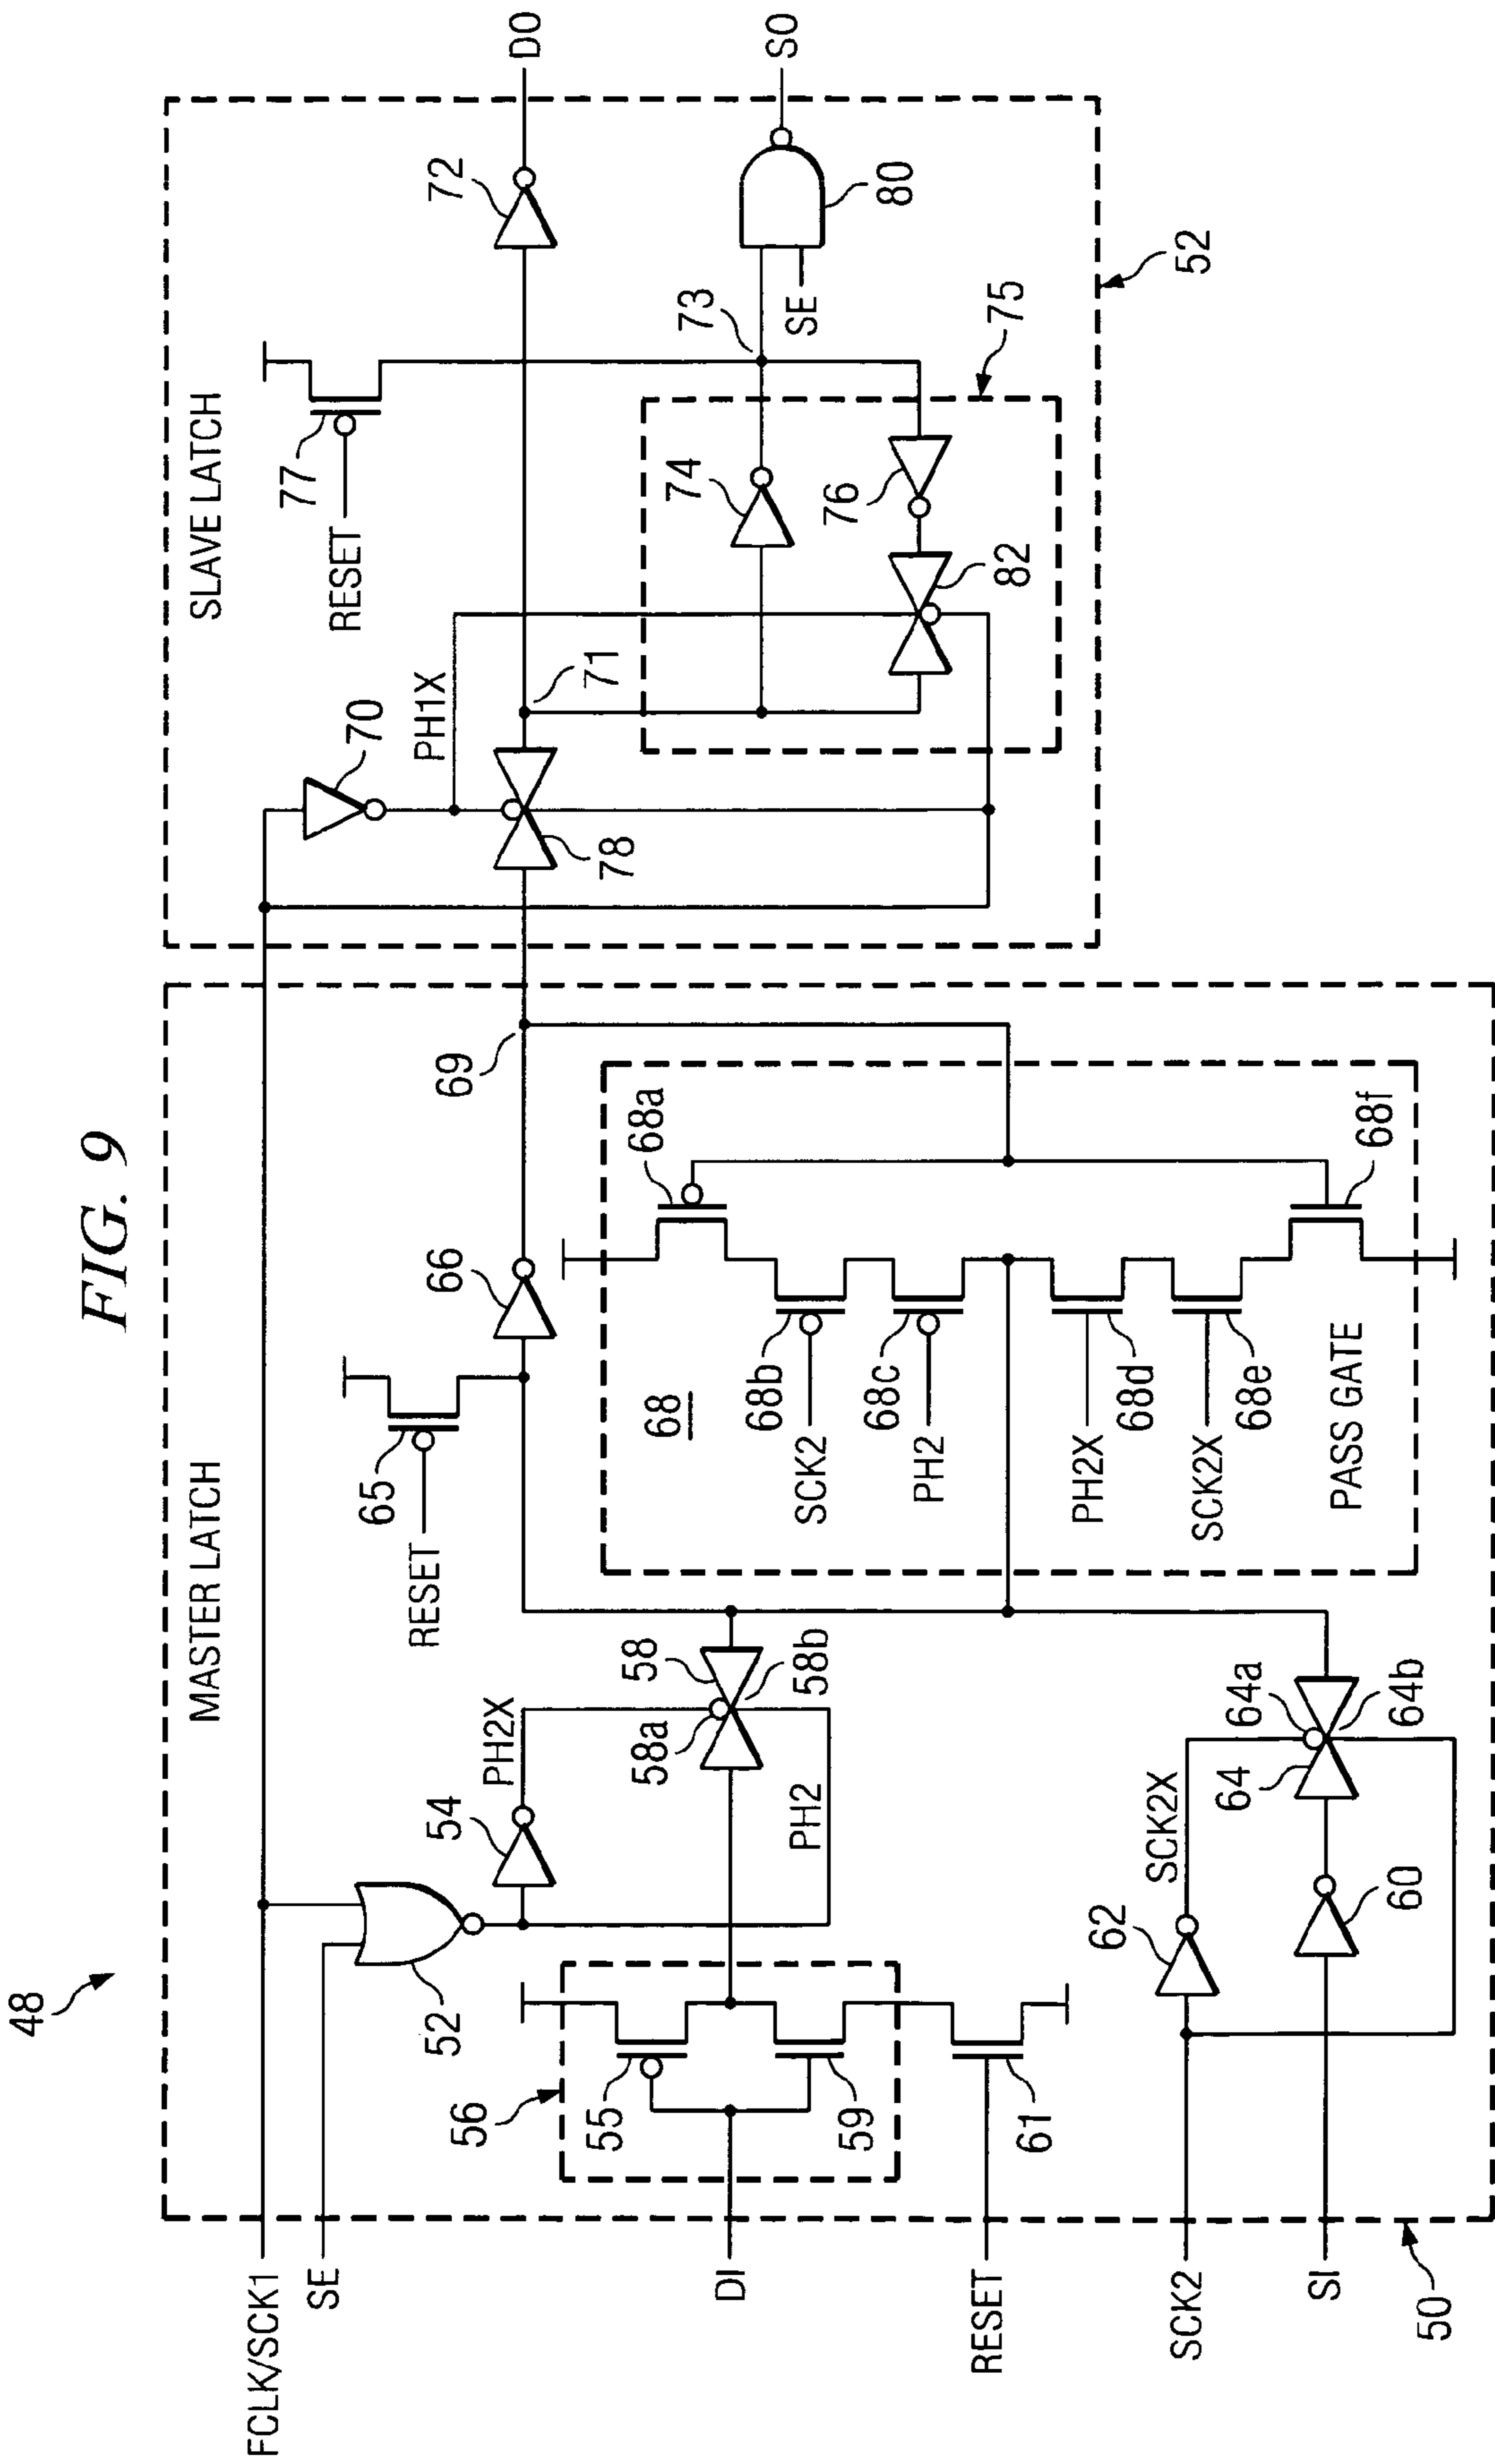 FIG. 9
48
MASTER LATCH
SLAVE LATCH
FCLK/SCK1
SE
52
54
PH2X
PH2
58
58a
58b
56
55
59
DI
61
RESET
65
RESET
66
69
68
68a
68b
68c
68d
68e
68f
SCK2
PH2
PH2X
SCK2X
PASS GATE
SCK2
62
SCK2X
SI
60
64
64a
64b
50
70
PH1X
78
71
77
RESET
72
DO
73
74
75
76
82
SE
80
SO
52